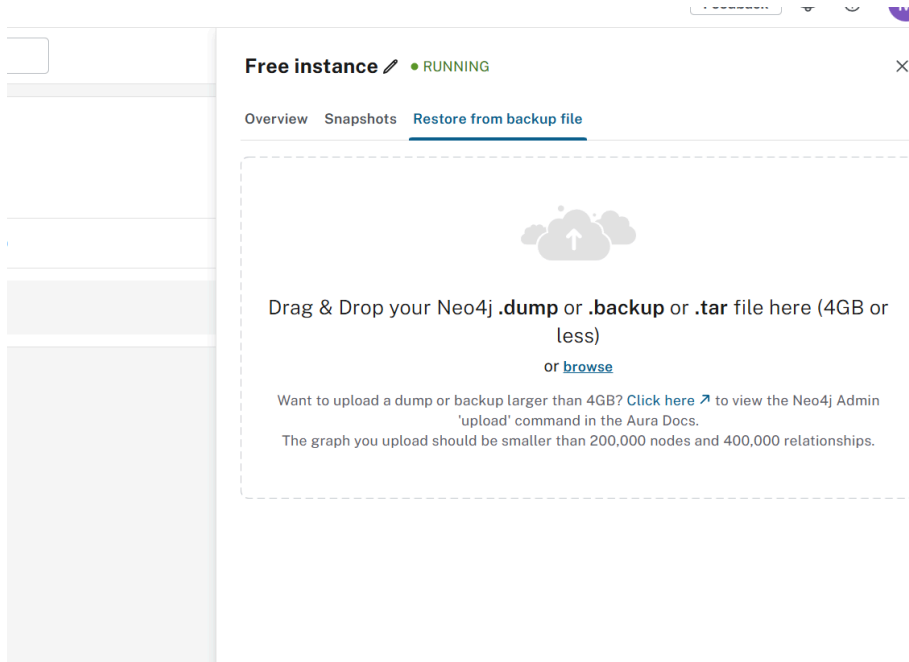 Feedback
Free instance RUNNING
Overview Snapshots Restore from backup file
Drag & Drop your Neo4j .dump or .backup or .tar file here (4GB or
less)
or browse
Want to upload a dump or backup larger than 4GB? Click here ↗ to view the Neo4j Admin
'upload' command in the Aura Docs.
The graph you upload should be smaller than 200,000 nodes and 400,000 relationships.